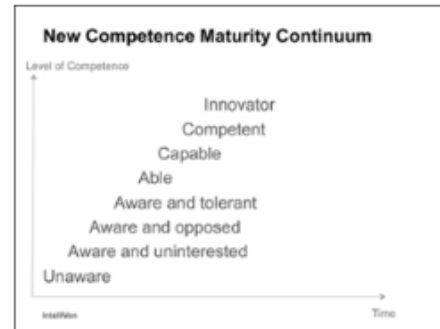 New Competence Maturity Continuum
Level of Competence
Innovator
Competent
Capable
Able
Aware and tolerant
Aware and opposed
Aware and uninterested
Unaware
Time